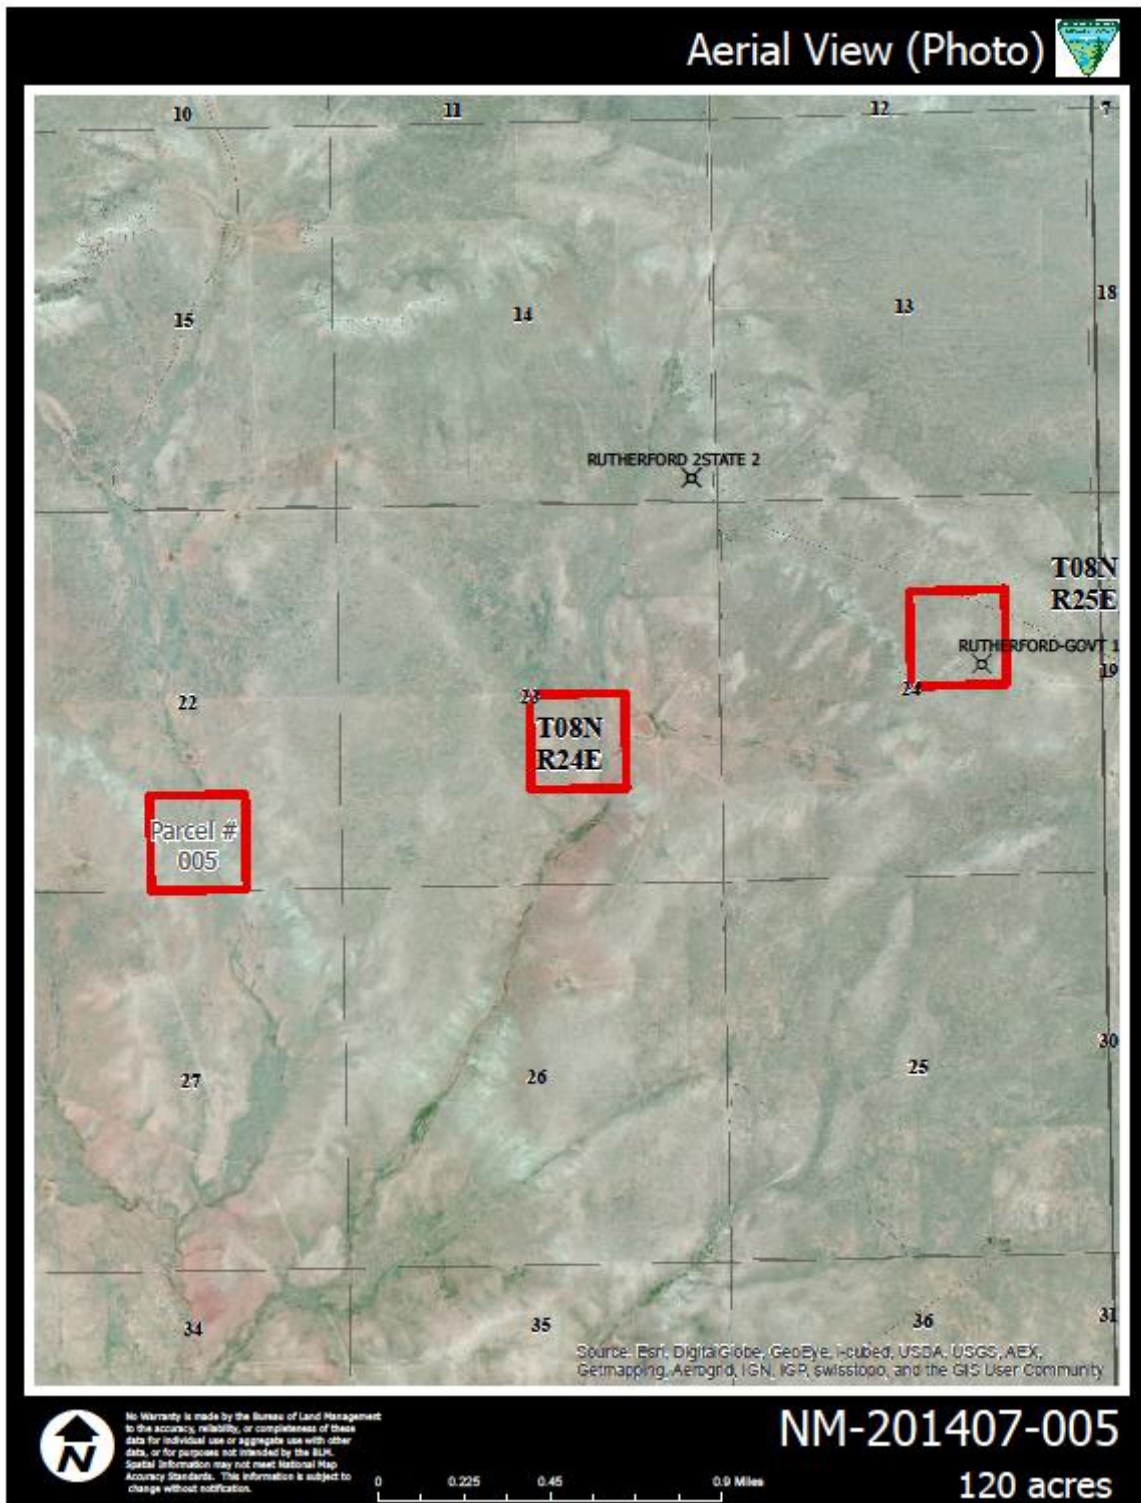 Aerial View (Photo)
10
11
12
7
15
14
13
18
RUTHERFORD 2STATE 2
T08N
R25E
RUTHERFORD-GOVT 1
19
24
22
23
T08N
R24E
Parcel #
005
27
26
25
30
34
35
36
31
Source: Esri, DigitalGlobe, GeoEye, i-cubed, USDA, USGS, AEX,
Getmapping, Aerogrid, IGN, IGP, swisstopo, and the GIS User Community
N
No Warranty is made by the Bureau of Land Management
to the accuracy, reliability, or completeness of these
data for individual use or aggregate use with other
data, or for purposes not intended by the BLM.
Spatial Information may not meet National Map
Accuracy Standards. This information is subject to
change without notification.
0 0.225 0.45 0.9 Miles
NM-201407-005
120 acres